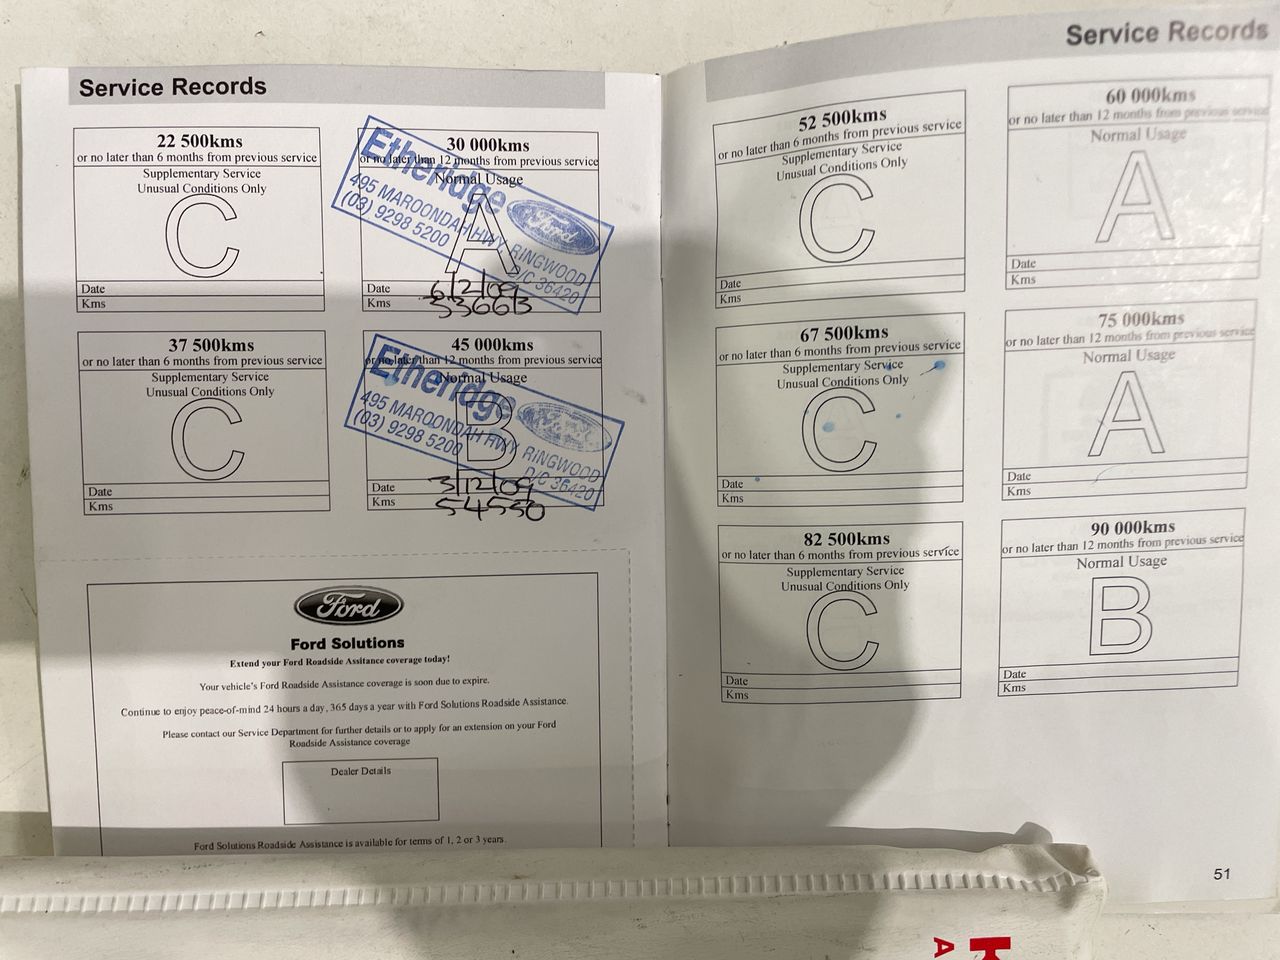 Service Records
22 500kms
or no later than 6 months from previous service
Supplementary Service
Unusual Conditions Only
C
Date
Kms
30 000kms
or no later than 12 months from previous service
Normal Usage
A
Date 6/2/09
Kms 33663
Etheridge
Ford
495 MAROONDAH HWY RINGWOOD
(03) 9298 5200 D/C 36420
37 500kms
or no later than 6 months from previous service
Supplementary Service
Unusual Conditions Only
C
Date
Kms
45 000kms
or no later than 12 months from previous service
Normal Usage
B
Date 3/12/09
Kms 54550
Etheridge
495 MAROONDAH HWY RINGWOOD
(03) 9298 5200 D/C 36420
Ford
Ford Solutions
Extend your Ford Roadside Assitance coverage today!
Your vehicle's Ford Roadside Assistance coverage is soon due to expire.
Continue to enjoy peace-of-mind 24 hours a day, 365 days a year with Ford Solutions Roadside Assistance.
Please contact our Service Department for further details or to apply for an extension on your Ford
Roadside Assistance coverage
Dealer Details
Ford Solutions Roadside Assistance is available for terms of 1, 2 or 3 years.
Service Records
52 500kms
or no later than 6 months from previous service
Supplementary Service
Unusual Conditions Only
C
Date
Kms
60 000kms
or no later than 12 months from previous service
Normal Usage
A
Date
Kms
67 500kms
or no later than 6 months from previous service
Supplementary Service
Unusual Conditions Only
C
Date
Kms
75 000kms
or no later than 12 months from previous service
Normal Usage
A
Date
Kms
82 500kms
or no later than 6 months from previous service
Supplementary Service
Unusual Conditions Only
C
Date
Kms
90 000kms
or no later than 12 months from previous service
Normal Usage
B
Date
Kms
51